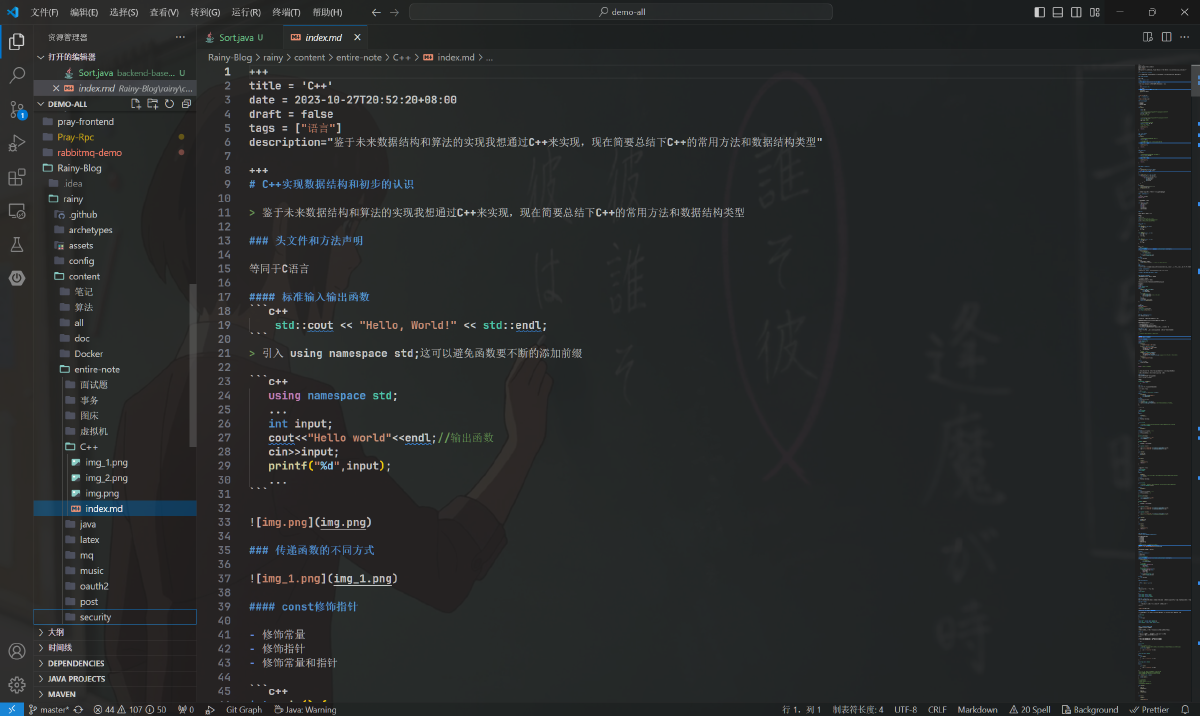 文件(F) 编辑(E) 选择(S) 查看(V) 转到(G) 运行(R) 终端(T) 帮助(H)
demo-all
资源管理器
打开的编辑器
Sort.java backend-base... U
index.md Rainy-Blog\rainy\c...
DEMO-ALL
pray-frontend
Pray-Rpc
rabbitmq-demo
Rainy-Blog
.idea
rainy
.github
archetypes
assets
config
content
笔记
算法
all
doc
Docker
entire-note
面试题
事务
图床
虚拟机
C++
img_1.png
img_2.png
img.png
index.md
java
latex
mq
music
oauth2
post
security
大纲
时间线
DEPENDENCIES
JAVA PROJECTS
MAVEN
Sort.java U
index.md
Rainy-Blog > rainy > content > entire-note > C++ > index.md > ...
1 +++
2 title = 'C++'
3 date = 2023-10-27T20:52:20+08:00
4 draft = false
5 tags = ["语言"]
6 description="鉴于未来数据结构和算法的实现我想通过C++来实现，现在简要总结下C++的常用方法和数据结构类型"
7
8 +++
9 # C++实现数据结构和初步的认识
10
11 > 鉴于未来数据结构和算法的实现我想通过C++来实现，现在简要总结下C++的常用方法和数据结构类型
12
13 ### 头文件和方法声明
14
15 等同于C语言
16
17 #### 标准输入输出函数
18 ```c++
19 std::cout << "Hello, World!" << std::endl;
20 ```
21 > 引入 using namespace std;这可以避免函数要不断的添加前缀
22
23 ```c++
24 using namespace std;
25 ...
26 int input;
27 cout<<"Hello world"<<endl;//输出函数
28 cin>>input;
29 printf("%d",input);
30 ...
31 ```
32
33 ![img.png](img.png)
34
35 ### 传递函数的不同方式
36
37 ![img_1.png](img_1.png)
38
39 #### const修饰指针
40
41 - 修饰常量
42 - 修饰指针
43 - 修饰常量和指针
44
45 ```c++
master* 44 107 50 0 Git Graph Java: Warning 行 1，列 1 制表符长度: 4 UTF-8 CRLF Markdown 20 Spell Background Prettier